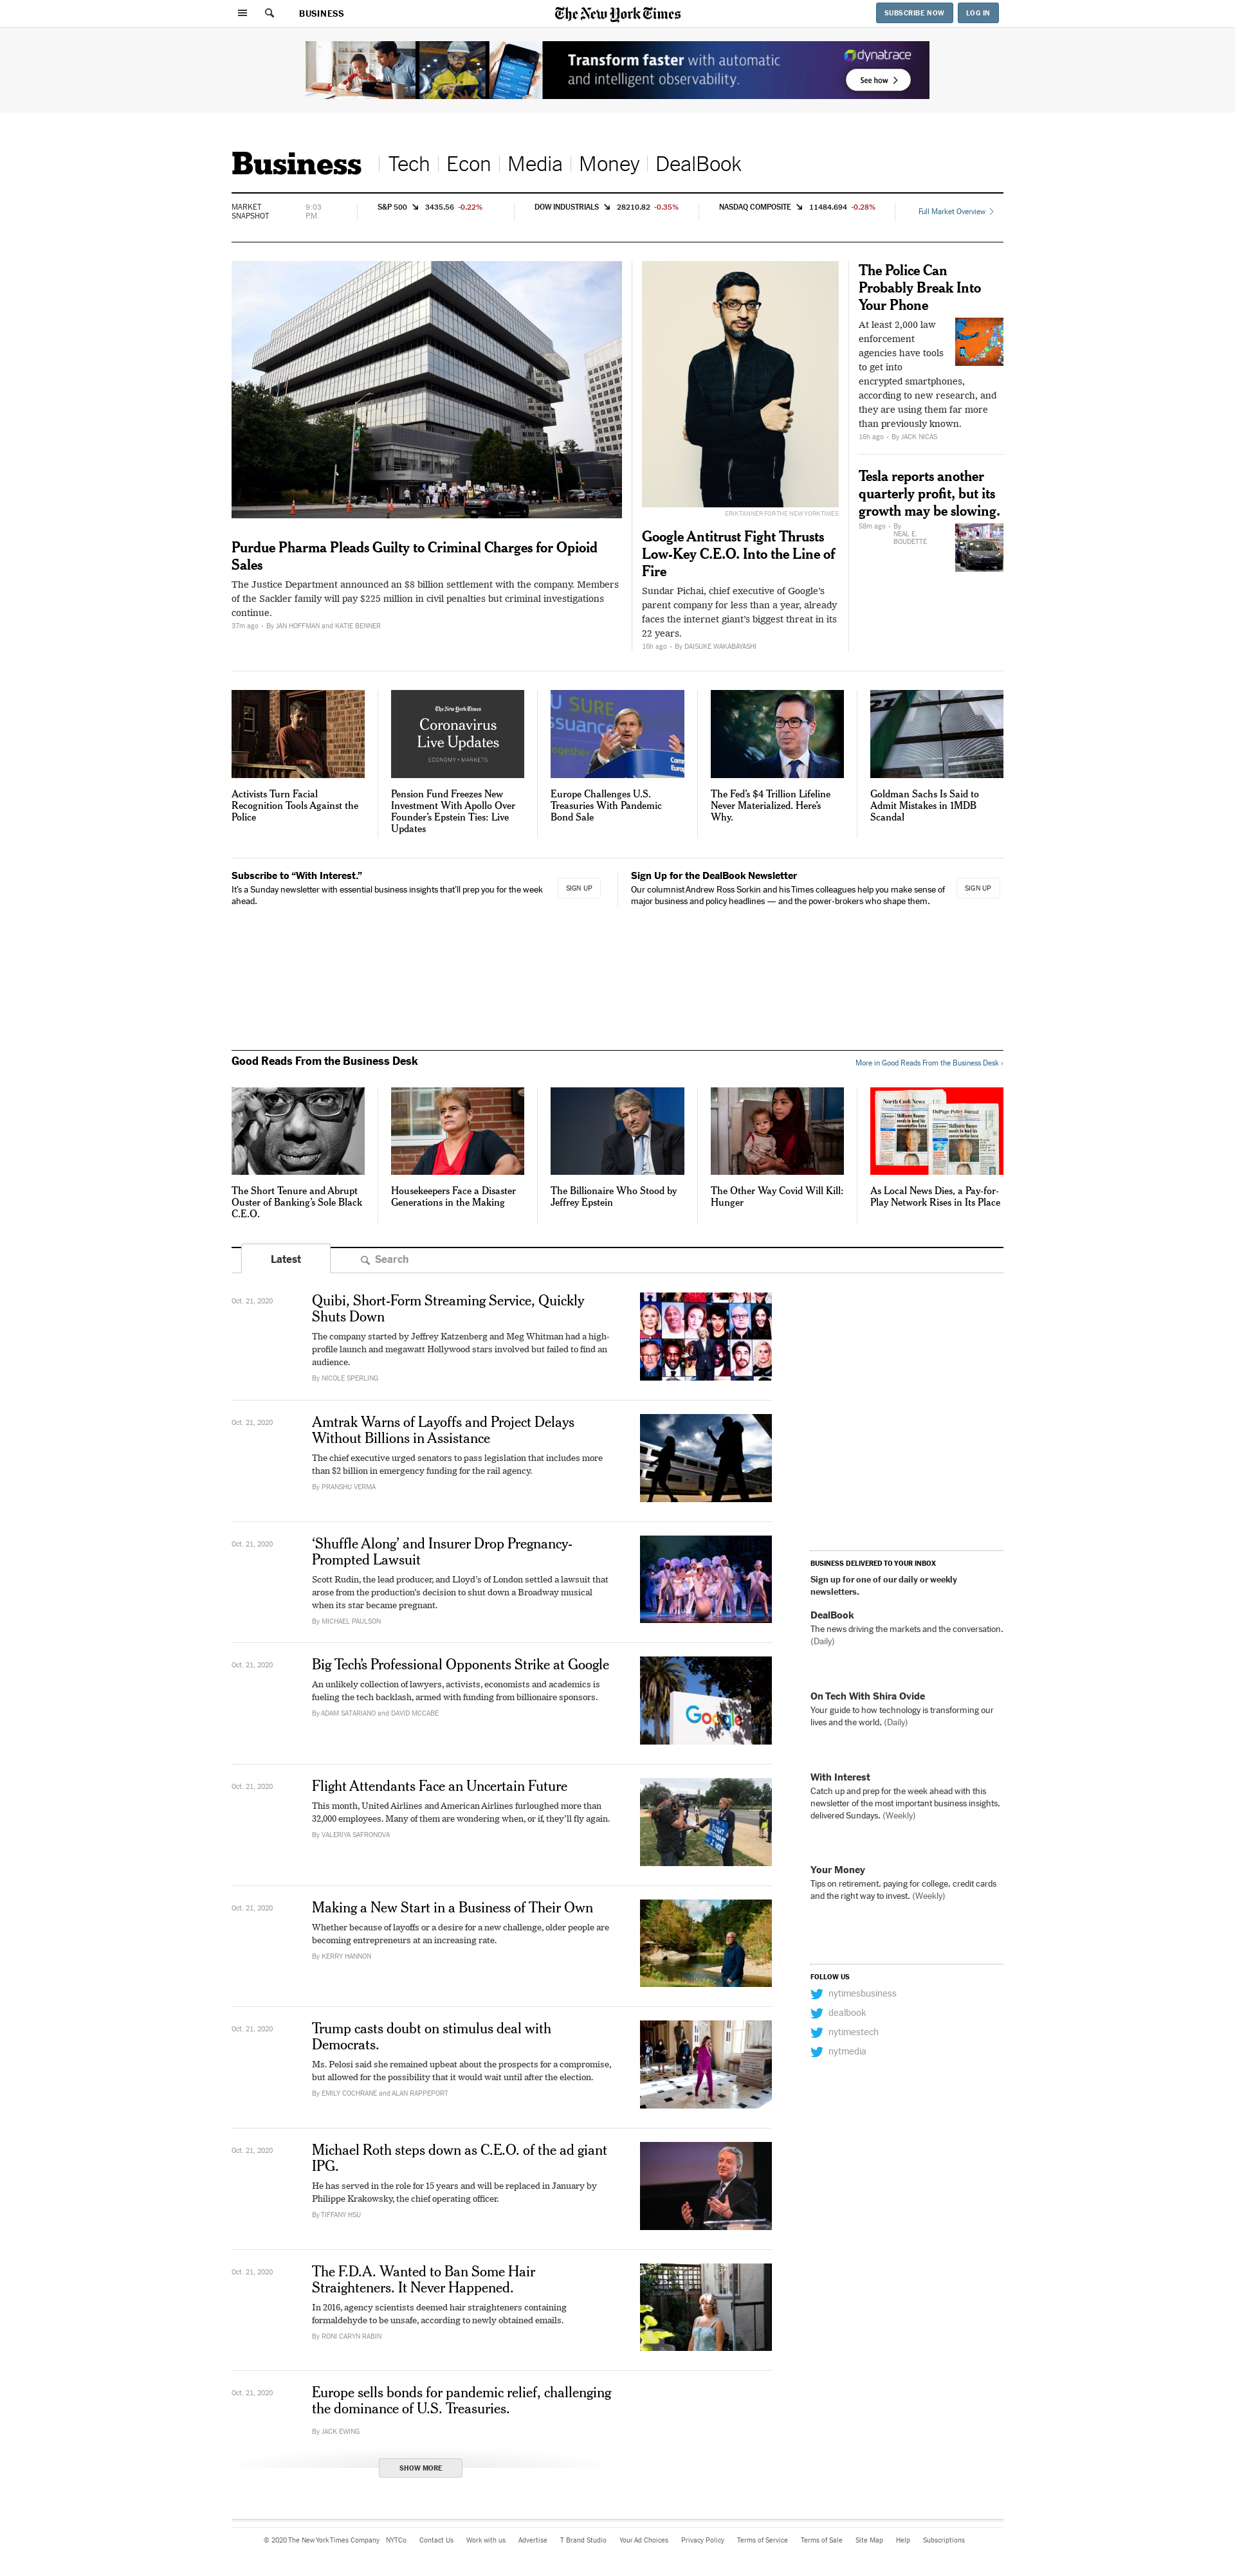 BUSINESS
The New York Times
SUBSCRIBE NOW
LOG IN
Transform faster with automatic
and intelligent observability.
dynatrace
See how
Business
Tech
Econ
Media
Money
DealBook
MARKET
SNAPSHOT
9:03
P.M.
S&P 500 3435.56 -0.22%
DOW INDUSTRIALS 28210.82 -0.35%
NASDAQ COMPOSITE 11484.694 -0.28%
Full Market Overview
Purdue Pharma Pleads Guilty to Criminal Charges for Opioid
Sales
The Justice Department announced an $8 billion settlement with the company. Members
of the Sackler family will pay $225 million in civil penalties but criminal investigations
continue.
37m ago • By JAN HOFFMAN and KATIE BENNER
ERIK TANNER FOR THE NEW YORK TIMES
Google Antitrust Fight Thrusts
Low-Key C.E.O. Into the Line of
Fire
Sundar Pichai, chief executive of Google's
parent company for less than a year, already
faces the internet giant's biggest threat in its
22 years.
16h ago • By DAISUKE WAKABAYASHI
The Police Can
Probably Break Into
Your Phone
At least 2,000 law
enforcement
agencies have tools
to get into
encrypted smartphones,
according to new research, and
they are using them far more
than previously known.
16h ago • By JACK NICAS
Tesla reports another
quarterly profit, but its
growth may be slowing.
58m ago • By
NEAL E.
BOUDETTE
Activists Turn Facial
Recognition Tools Against the
Police
The New York Times
Coronavirus
Live Updates
ECONOMY • MARKETS
Pension Fund Freezes New
Investment With Apollo Over
Founder's Epstein Ties: Live
Updates
Europe Challenges U.S.
Treasuries With Pandemic
Bond Sale
The Fed's $4 Trillion Lifeline
Never Materialized. Here's
Why.
Goldman Sachs Is Said to
Admit Mistakes in 1MDB
Scandal
Subscribe to “With Interest.”
It's a Sunday newsletter with essential business insights that'll prep you for the week
ahead.
SIGN UP
Sign Up for the DealBook Newsletter
Our columnist Andrew Ross Sorkin and his Times colleagues help you make sense of
major business and policy headlines — and the power-brokers who shape them.
SIGN UP
Good Reads From the Business Desk
More in Good Reads From the Business Desk ›
The Short Tenure and Abrupt
Ouster of Banking's Sole Black
C.E.O.
Housekeepers Face a Disaster
Generations in the Making
The Billionaire Who Stood by
Jeffrey Epstein
The Other Way Covid Will Kill:
Hunger
North Cook News
DuPage Policy Journal
As Local News Dies, a Pay-for-
Play Network Rises in Its Place
Latest
Search
Oct. 21, 2020
Quibi, Short-Form Streaming Service, Quickly
Shuts Down
The company started by Jeffrey Katzenberg and Meg Whitman had a high-
profile launch and megawatt Hollywood stars involved but failed to find an
audience.
By NICOLE SPERLING
Oct. 21, 2020
Amtrak Warns of Layoffs and Project Delays
Without Billions in Assistance
The chief executive urged senators to pass legislation that includes more
than $2 billion in emergency funding for the rail agency.
By PRANSHU VERMA
Oct. 21, 2020
‘Shuffle Along’ and Insurer Drop Pregnancy-
Prompted Lawsuit
Scott Rudin, the lead producer, and Lloyd's of London settled a lawsuit that
arose from the production's decision to shut down a Broadway musical
when its star became pregnant.
By MICHAEL PAULSON
Oct. 21, 2020
Big Tech's Professional Opponents Strike at Google
An unlikely collection of lawyers, activists, economists and academics is
fueling the tech backlash, armed with funding from billionaire sponsors.
By ADAM SATARIANO and DAVID MCCABE
Google
Oct. 21, 2020
Flight Attendants Face an Uncertain Future
This month, United Airlines and American Airlines furloughed more than
32,000 employees. Many of them are wondering when, or if, they'll fly again.
By VALERIYA SAFRONOVA
Oct. 21, 2020
Making a New Start in a Business of Their Own
Whether because of layoffs or a desire for a new challenge, older people are
becoming entrepreneurs at an increasing rate.
By KERRY HANNON
Oct. 21, 2020
Trump casts doubt on stimulus deal with
Democrats.
Ms. Pelosi said she remained upbeat about the prospects for a compromise,
but allowed for the possibility that it would wait until after the election.
By EMILY COCHRANE and ALAN RAPPEPORT
Oct. 21, 2020
Michael Roth steps down as C.E.O. of the ad giant
IPG.
He has served in the role for 15 years and will be replaced in January by
Philippe Krakowsky, the chief operating officer.
By TIFFANY HSU
Oct. 21, 2020
The F.D.A. Wanted to Ban Some Hair
Straighteners. It Never Happened.
In 2016, agency scientists deemed hair straighteners containing
formaldehyde to be unsafe, according to newly obtained emails.
By RONI CARYN RABIN
Oct. 21, 2020
Europe sells bonds for pandemic relief, challenging
the dominance of U.S. Treasuries.
By JACK EWING
SHOW MORE
BUSINESS DELIVERED TO YOUR INBOX
Sign up for one of our daily or weekly
newsletters.
DealBook
The news driving the markets and the conversation.
(Daily)
On Tech With Shira Ovide
Your guide to how technology is transforming our
lives and the world. (Daily)
With Interest
Catch up and prep for the week ahead with this
newsletter of the most important business insights,
delivered Sundays. (Weekly)
Your Money
Tips on retirement, paying for college, credit cards
and the right way to invest. (Weekly)
FOLLOW US
nytimesbusiness
dealbook
nytimestech
nytmedia
© 2020 The New York Times Company NYTCo Contact Us Work with us Advertise T Brand Studio Your Ad Choices Privacy Policy Terms of Service Terms of Sale Site Map Help Subscriptions